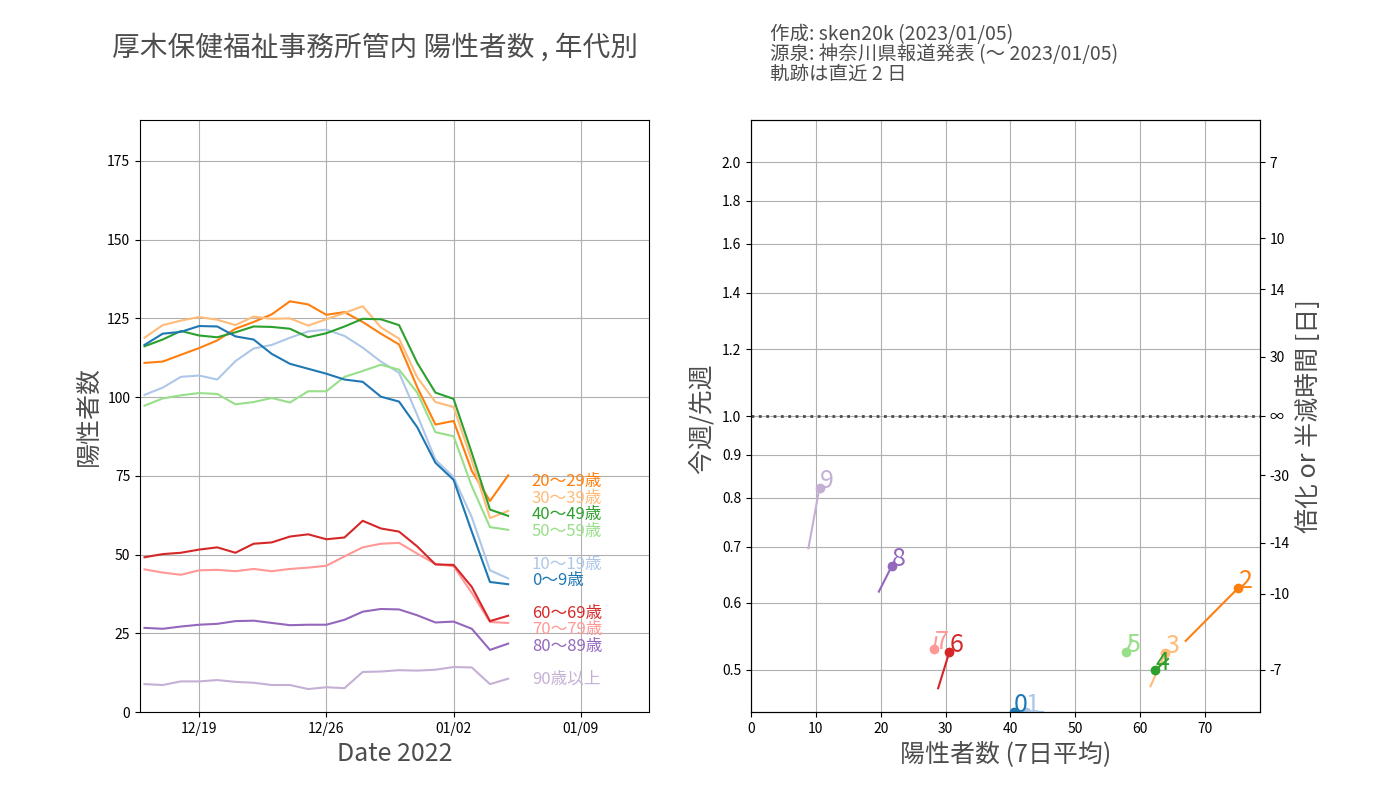 厚木保健福祉事務所管内 陽性者数 , 年代別
作成: sken20k (2023/01/05)
源泉: 神奈川県報道発表 (〜 2023/01/05)
軌跡は直近 2 日
陽性者数
175
150
125
100
75
50
25
0
12/19
12/26
01/02
01/09
Date 2022
20〜29歳
30〜39歳
40〜49歳
50〜59歳
10〜19歳
0〜9歳
60〜69歳
70〜79歳
80〜89歳
90歳以上
今週/先週
2.0
1.8
1.6
1.4
1.2
1.0
0.9
0.8
0.7
0.6
0.5
9
8
7
6
5
3
4
2
0
1
0
10
20
30
40
50
60
70
陽性者数 (7日平均)
7
10
14
30
∞
-30
-14
-10
-7
倍化 or 半減時間 [日]